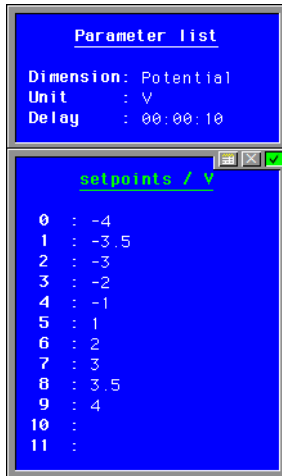 Parameter list
Dimension: Potential
Unit : V
Delay : 00:00:10
setpoints / V
0 : -4
1 : -3.5
2 : -3
3 : -2
4 : -1
5 : 1
6 : 2
7 : 3
8 : 3.5
9 : 4
10 :
11 :